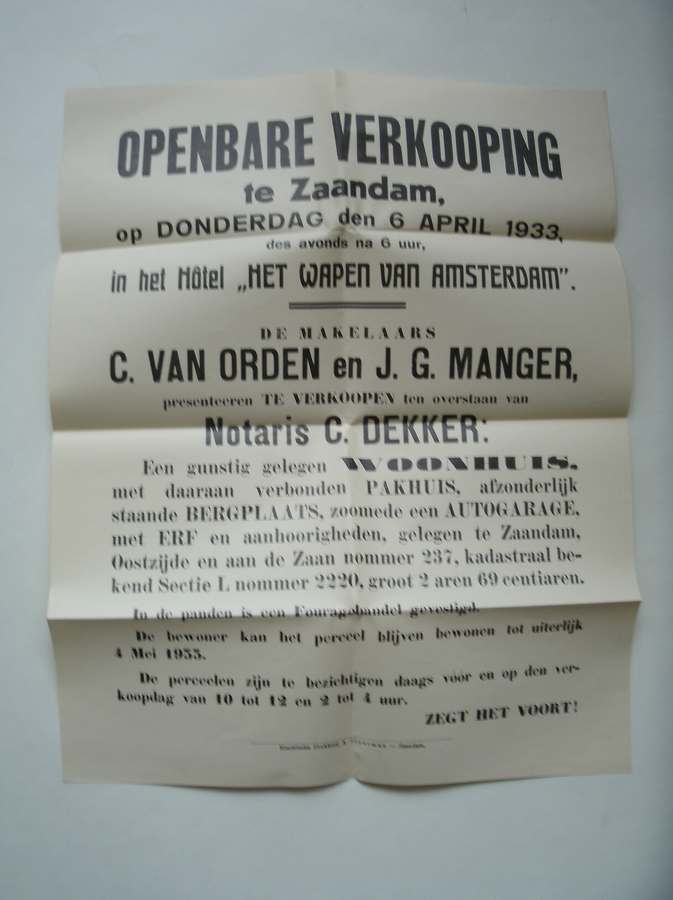 OPENBARE VERKOOPING
te Zaandam,
op DONDERDAG den 6 APRIL 1933,
des avonds na 6 uur,
in het Hôtel „HET WAPEN VAN AMSTERDAM”.
DE MAKELAARS
C. VAN ORDEN en J. G. MANGER,
presenteeren TE VERKOOPEN ten overstaan van
Notaris C. DEKKER:
Een gunstig gelegen WOONHUIS,
met daaraan verbonden PAKHUIS, afzonderlijk
staande BERGPLAATS, zoomede een AUTOGARAGE,
met ERF en aanhoorigheden, gelegen te Zaandam,
Oostzijde en aan de Zaan nommer 237, kadastraal be-
kend Sectie L nommer 2220, groot 2 aren 69 centiaren.
In de panden is een Fouragehandel gevestigd.
De bewoner kan het perceel blijven bewonen tot uiterlijk
4 Mei 1933.
De perceelen zijn te bezichtigen daags vóór en op den ver-
koopdag van 10 tot 12 en 2 tot 4 uur.
ZEGT HET VOORT!
Zaandam.